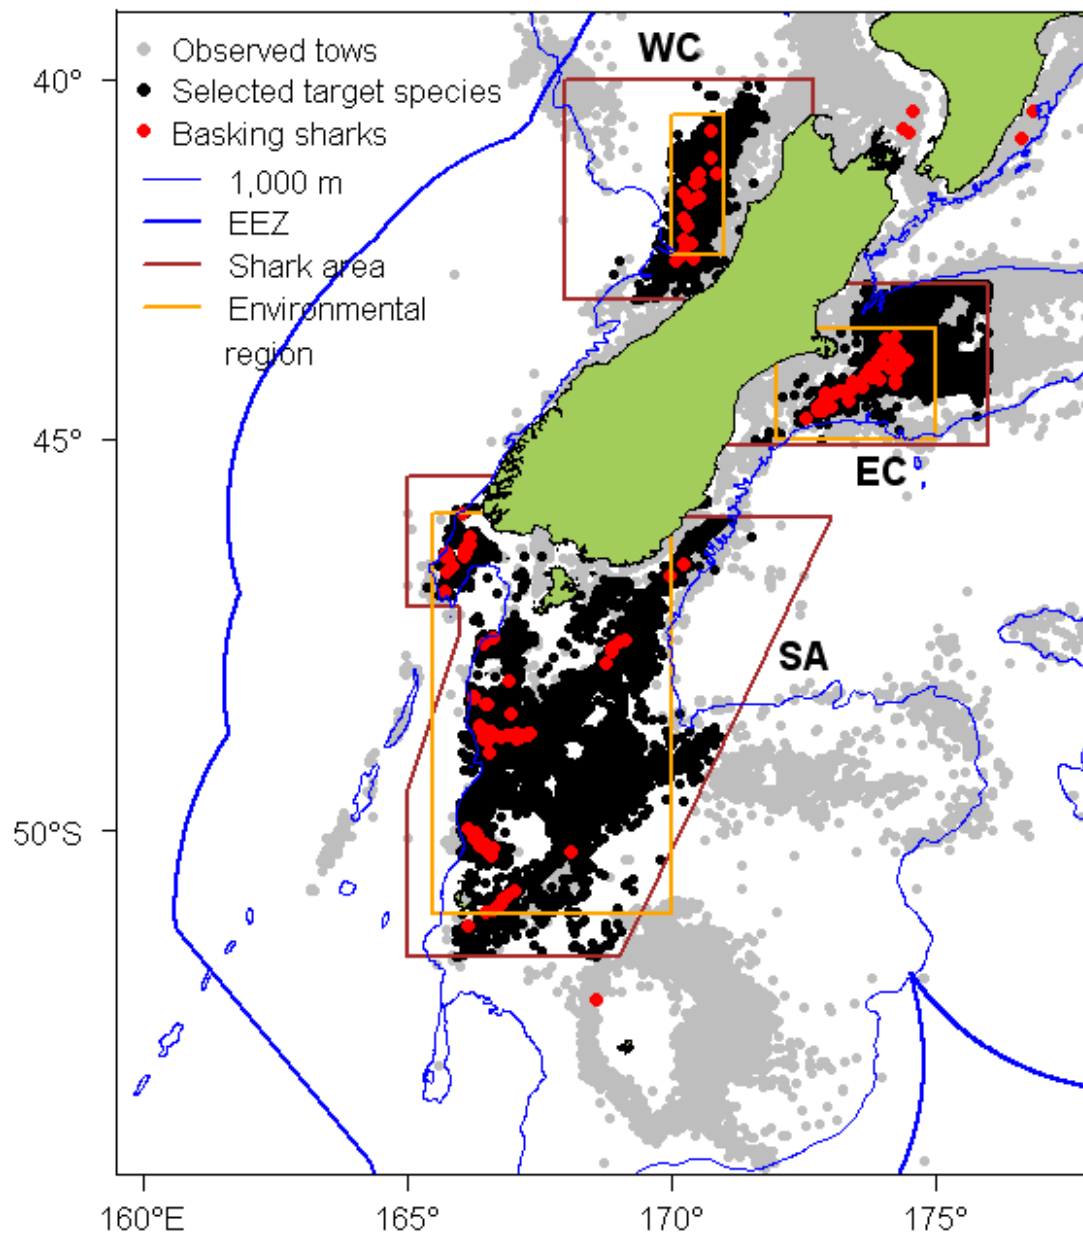 WC
Observed tows
Selected target species
Basking sharks
1,000 m
EEZ
Shark area
Environmental
region
40°
45°
50°S
EC
SA
160°E
165°
170°
175°